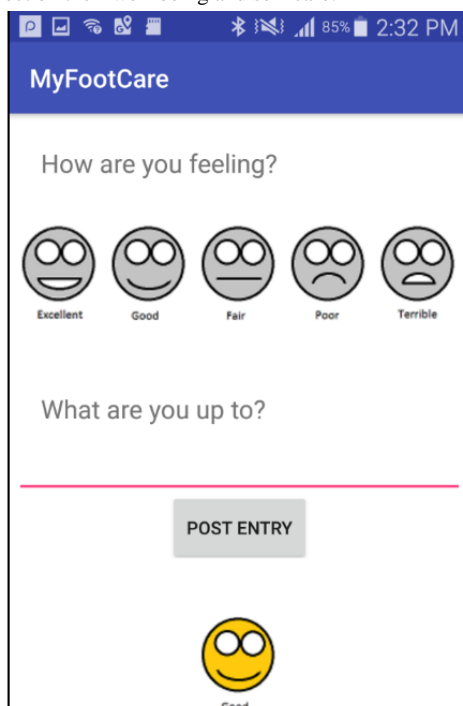 85% 2:32 PM
MyFootCare
How are you feeling?
Excellent Good Fair Poor Terrible
What are you up to?
POST ENTRY
Good